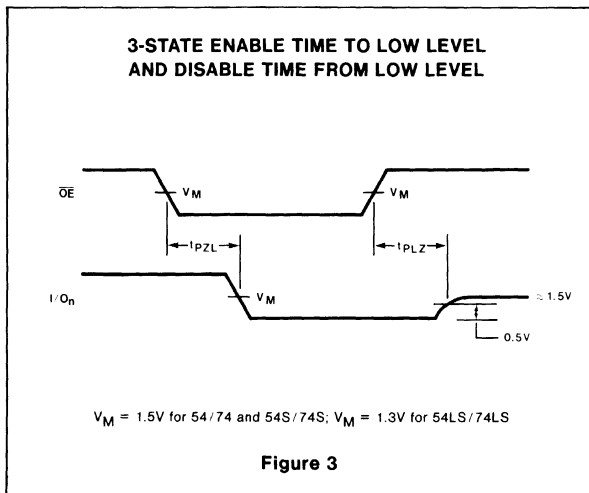 3-STATE ENABLE TIME TO LOW LEVEL
AND DISABLE TIME FROM LOW LEVEL
OE
VM
VM
tPZL
tPLZ
I/On
VM
≈ 1.5V
0.5V
VM = 1.5V for 54/74 and 54S/74S; VM = 1.3V for 54LS/74LS
Figure 3